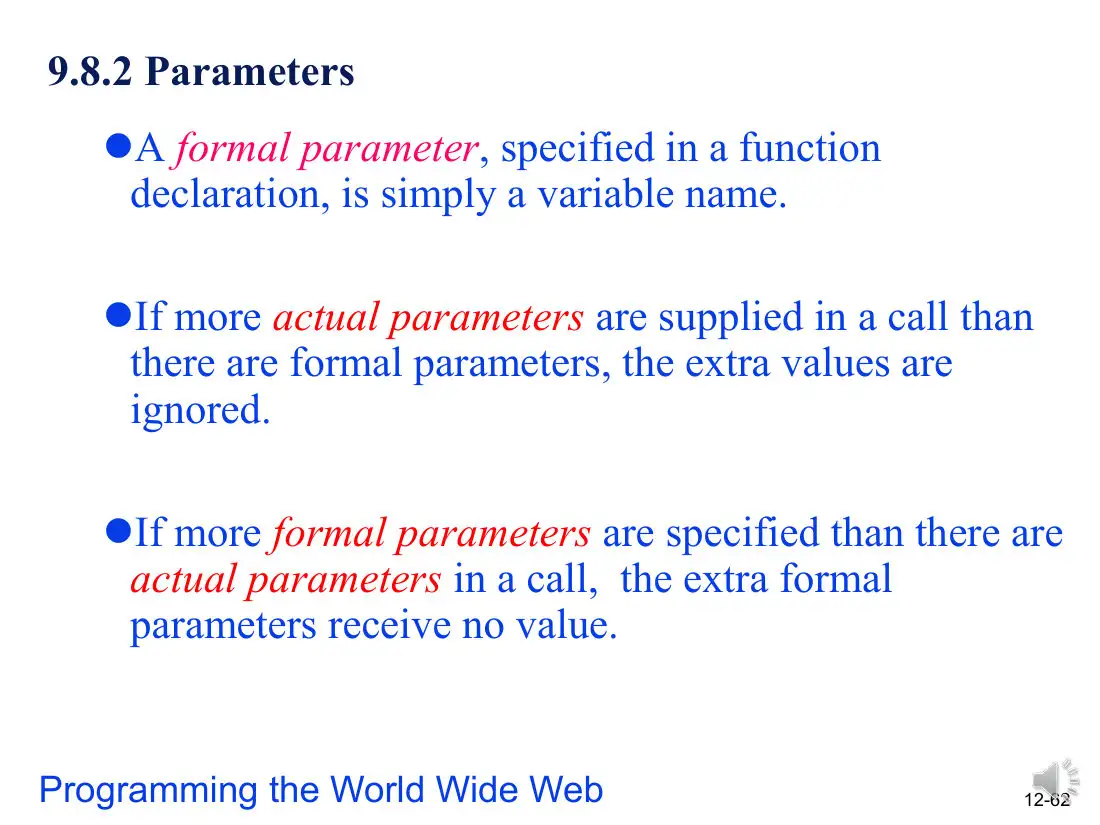 9.8.2 Parameters
●A formal parameter, specified in a function
declaration, is simply a variable name.
●If more actual parameters are supplied in a call than
there are formal parameters, the extra values are
ignored.
●If more formal parameters are specified than there are
actual parameters in a call,  the extra formal
parameters receive no value.
Programming the World Wide Web
12-62